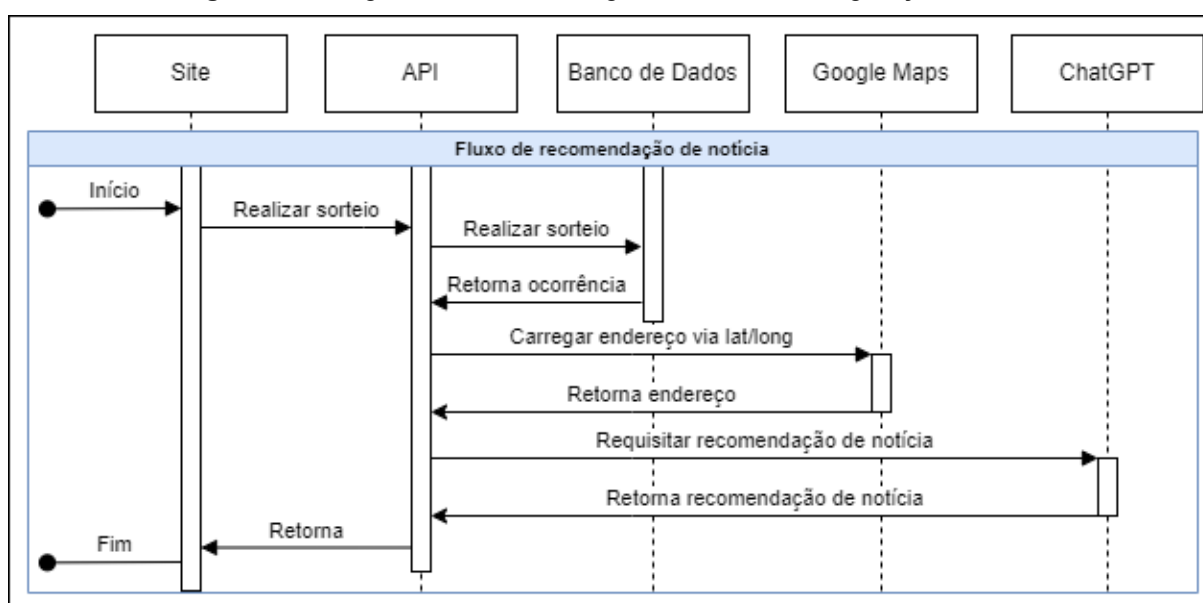 Site
API
Banco de Dados
Google Maps
ChatGPT
Fluxo de recomendação de notícia
Início
Realizar sorteio
Realizar sorteio
Retorna ocorrência
Carregar endereço via lat/long
Retorna endereço
Requisitar recomendação de notícia
Retorna recomendação de notícia
Retorna
Fim